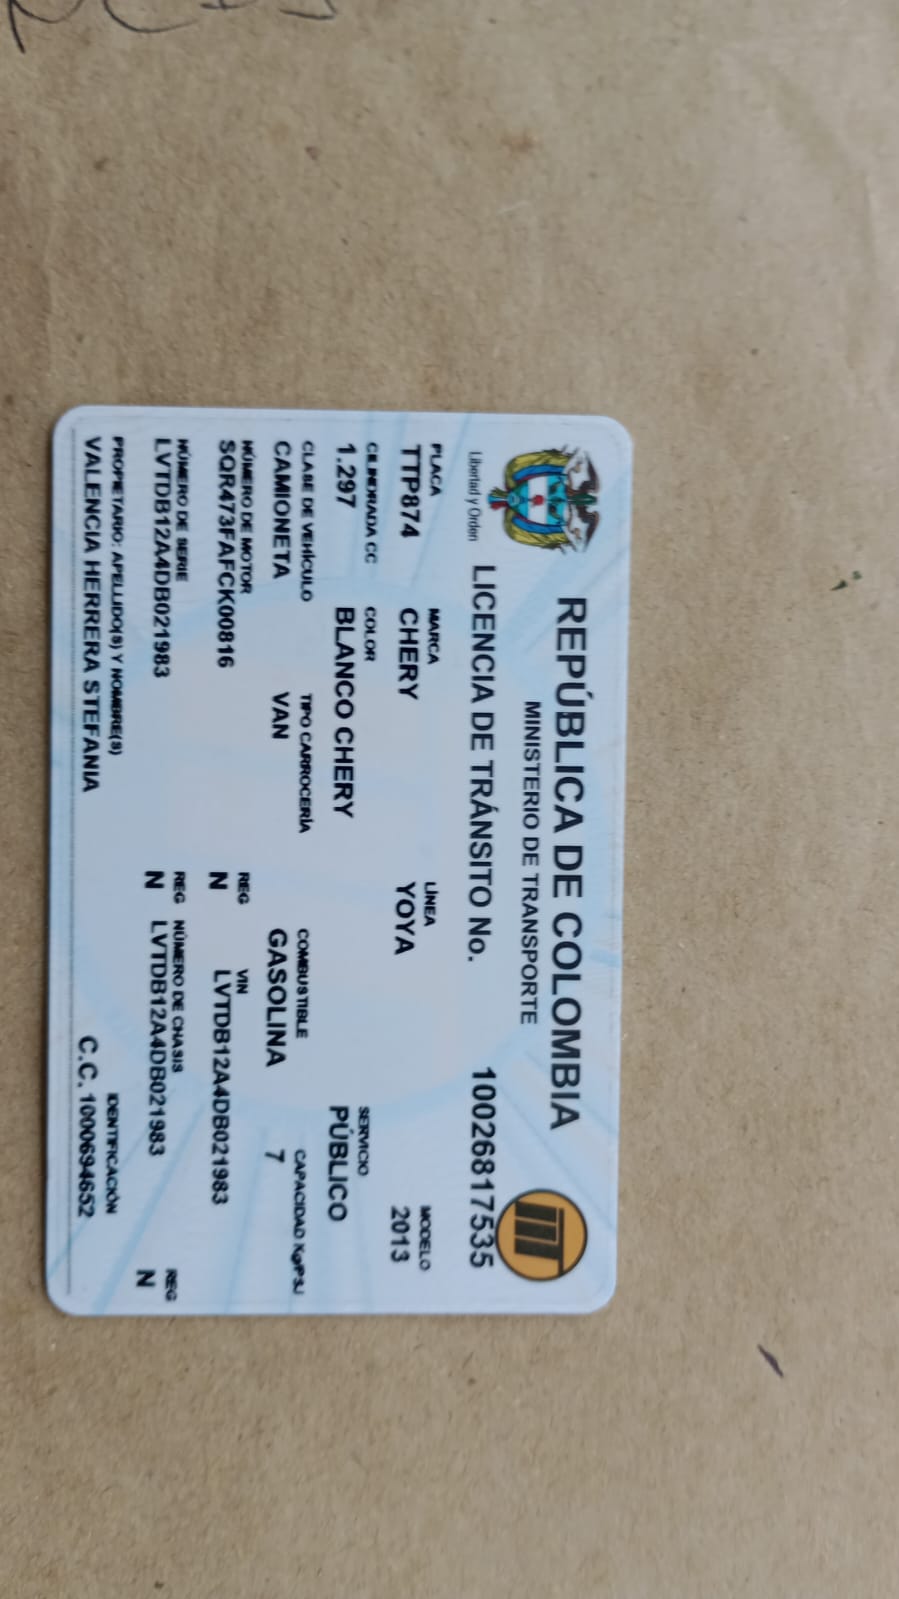 REPÚBLICA DE COLOMBIA
MINISTERIO DE TRANSPORTE
Libertad y Orden
LICENCIA DE TRÁNSITO No. 10026817535
PLACA MARCA LÍNEA MODELO
TTP874 CHERY YOYA 2013
CILINDRADA CC COLOR SERVICIO
1.297 BLANCO CHERY PÚBLICO
CLASE DE VEHÍCULO TIPO CARROCERÍA COMBUSTIBLE CAPACIDAD Kg/PSJ
CAMIONETA VAN GASOLINA 7
NÚMERO DE MOTOR REG VIN
SQR473FAFCK00816 N LVTDB12A4DB021983
NÚMERO DE SERIE REG NÚMERO DE CHASIS REG
LVTDB12A4DB021983 N LVTDB12A4DB021983 N
PROPIETARIO: APELLIDO(S) Y NOMBRE(S) IDENTIFICACIÓN
VALENCIA HERRERA STEFANIA C.C. 1000694652